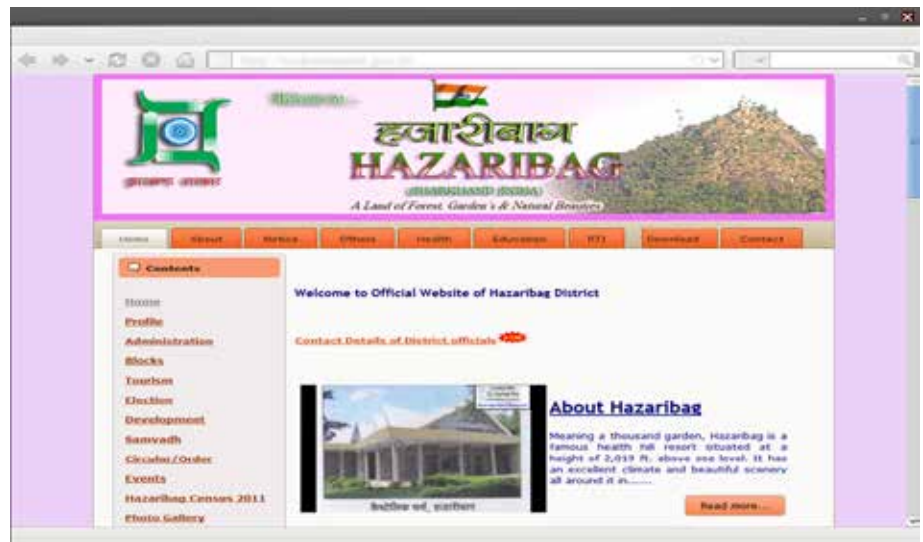 हजारीबाग
HAZARIBAG
(JHARKHAND INDIA)
A Land of Forest, Garden's & Natural Beauties
Home About Notice Others Health Education RTI Download Contact
Contents
Home
Profile
Administration
Blocks
Tourism
Election
Development
Samvadh
Circular/Order
Events
Hazaribag Census 2011
Photo Gallery
Welcome to Official Website of Hazaribag District
Contact Details of District officials
About Hazaribag
Meaning a thousand garden, Hazaribag is a
famous health hill resort situated at a
height of 2,019 ft. above sea level. It has
an excellent climate and beautiful scenery
all around it in.......
Read more...